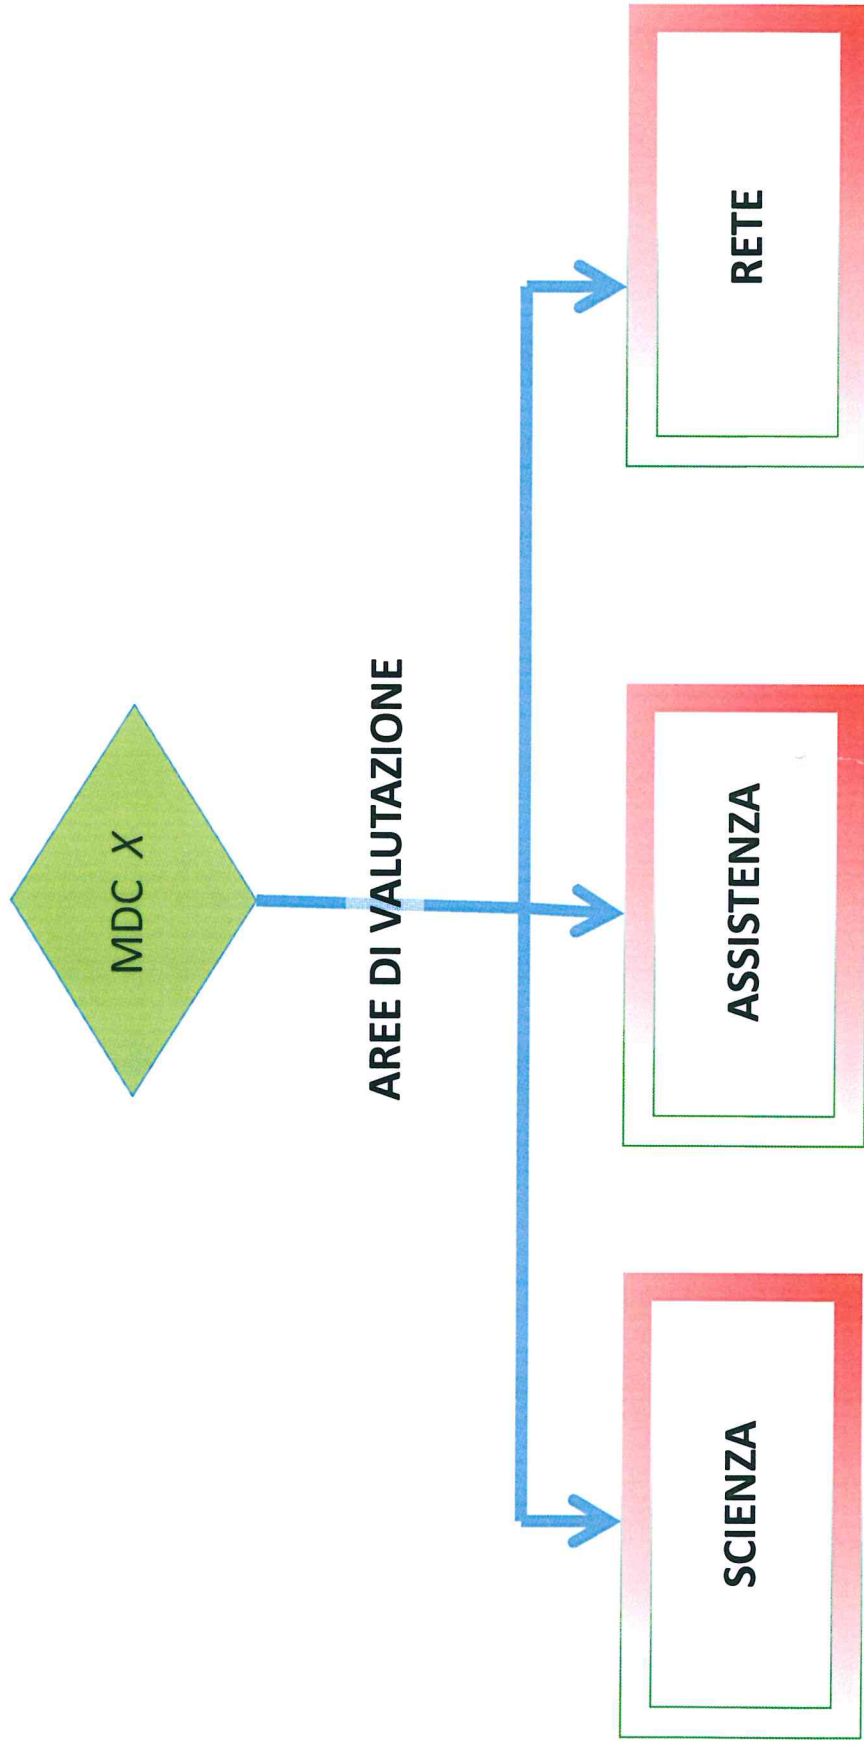 MDC X
AREE DI VALUTAZIONE
SCIENZA
ASSISTENZA
RETE